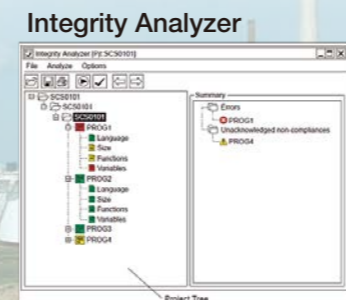 Integrity Analyzer
Integrity Analyzer [Pjt:SCS0101]
File Analyze Options
SCS0101
SCS0101
SCS0101
PROG1
Language
Size
Functions
Variables
PROG2
Language
Size
Functions
Variables
PROG3
PROG4
Summary
Errors
PROG1
Unacknowledged non-compliances
PROG4
Project Tree